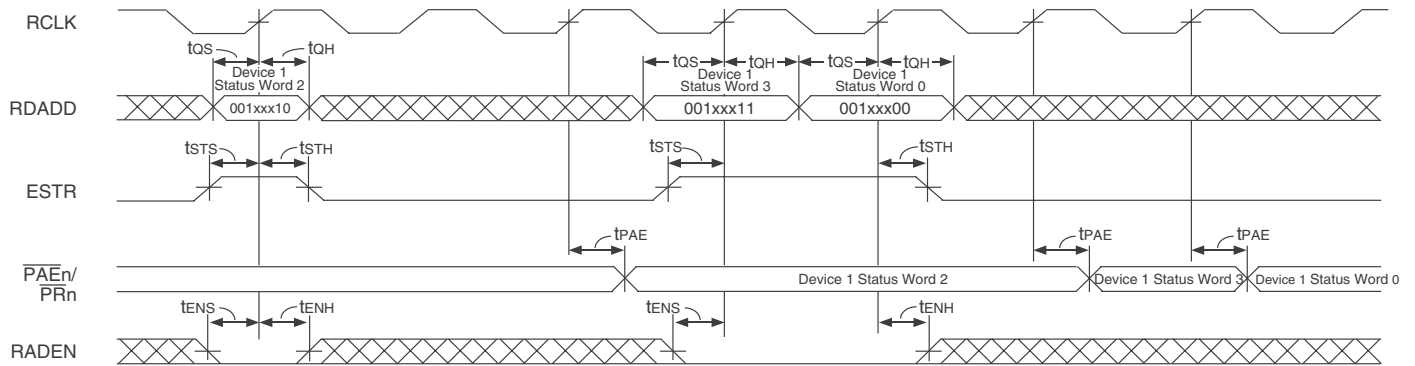 RCLK
tQS tQH tQS tQH tQS tQH
Device 1
Status Word 2
Device 1
Status Word 3
Device 1
Status Word 0
RDADD
001xxx10
001xxx11
001xxx00
tSTS tSTH tSTS tSTH
ESTR
tPAE tPAE tPAE
PAEn/
PRn
Device 1 Status Word 2
Device 1 Status Word 3
Device 1 Status Word 0
tENS tENH tENS tENH
RADEN